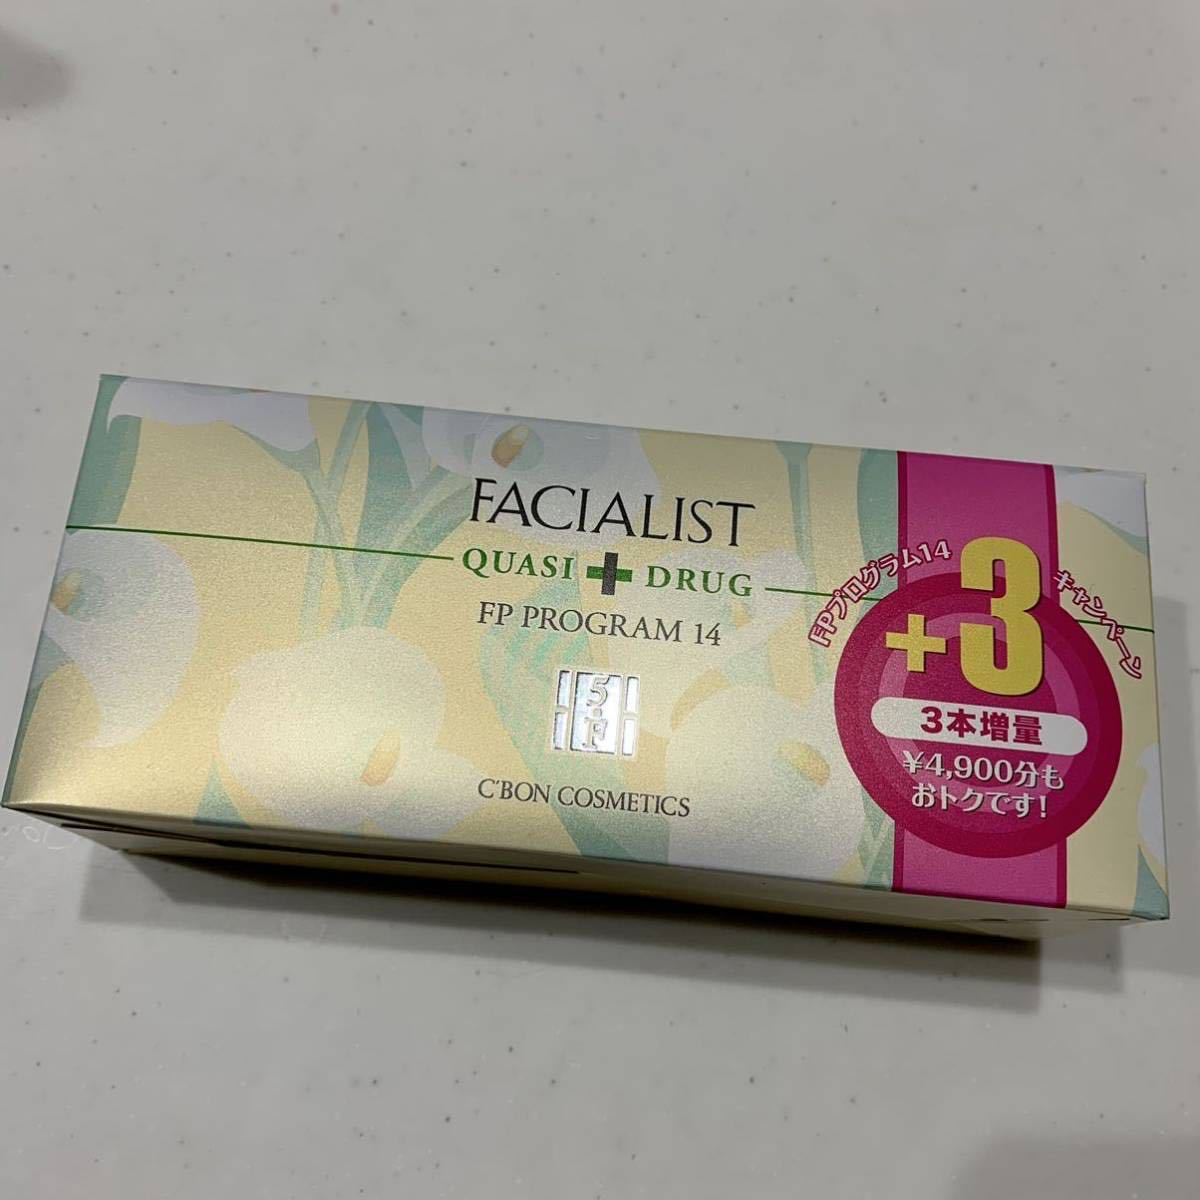 FACIALIST
QUASI DRUG
FP PROGRAM 14
5
F
C'BON COSMETICS
FPプログラム14
キャンペーン
+3
3本増量
¥4,900分も
おトクです!